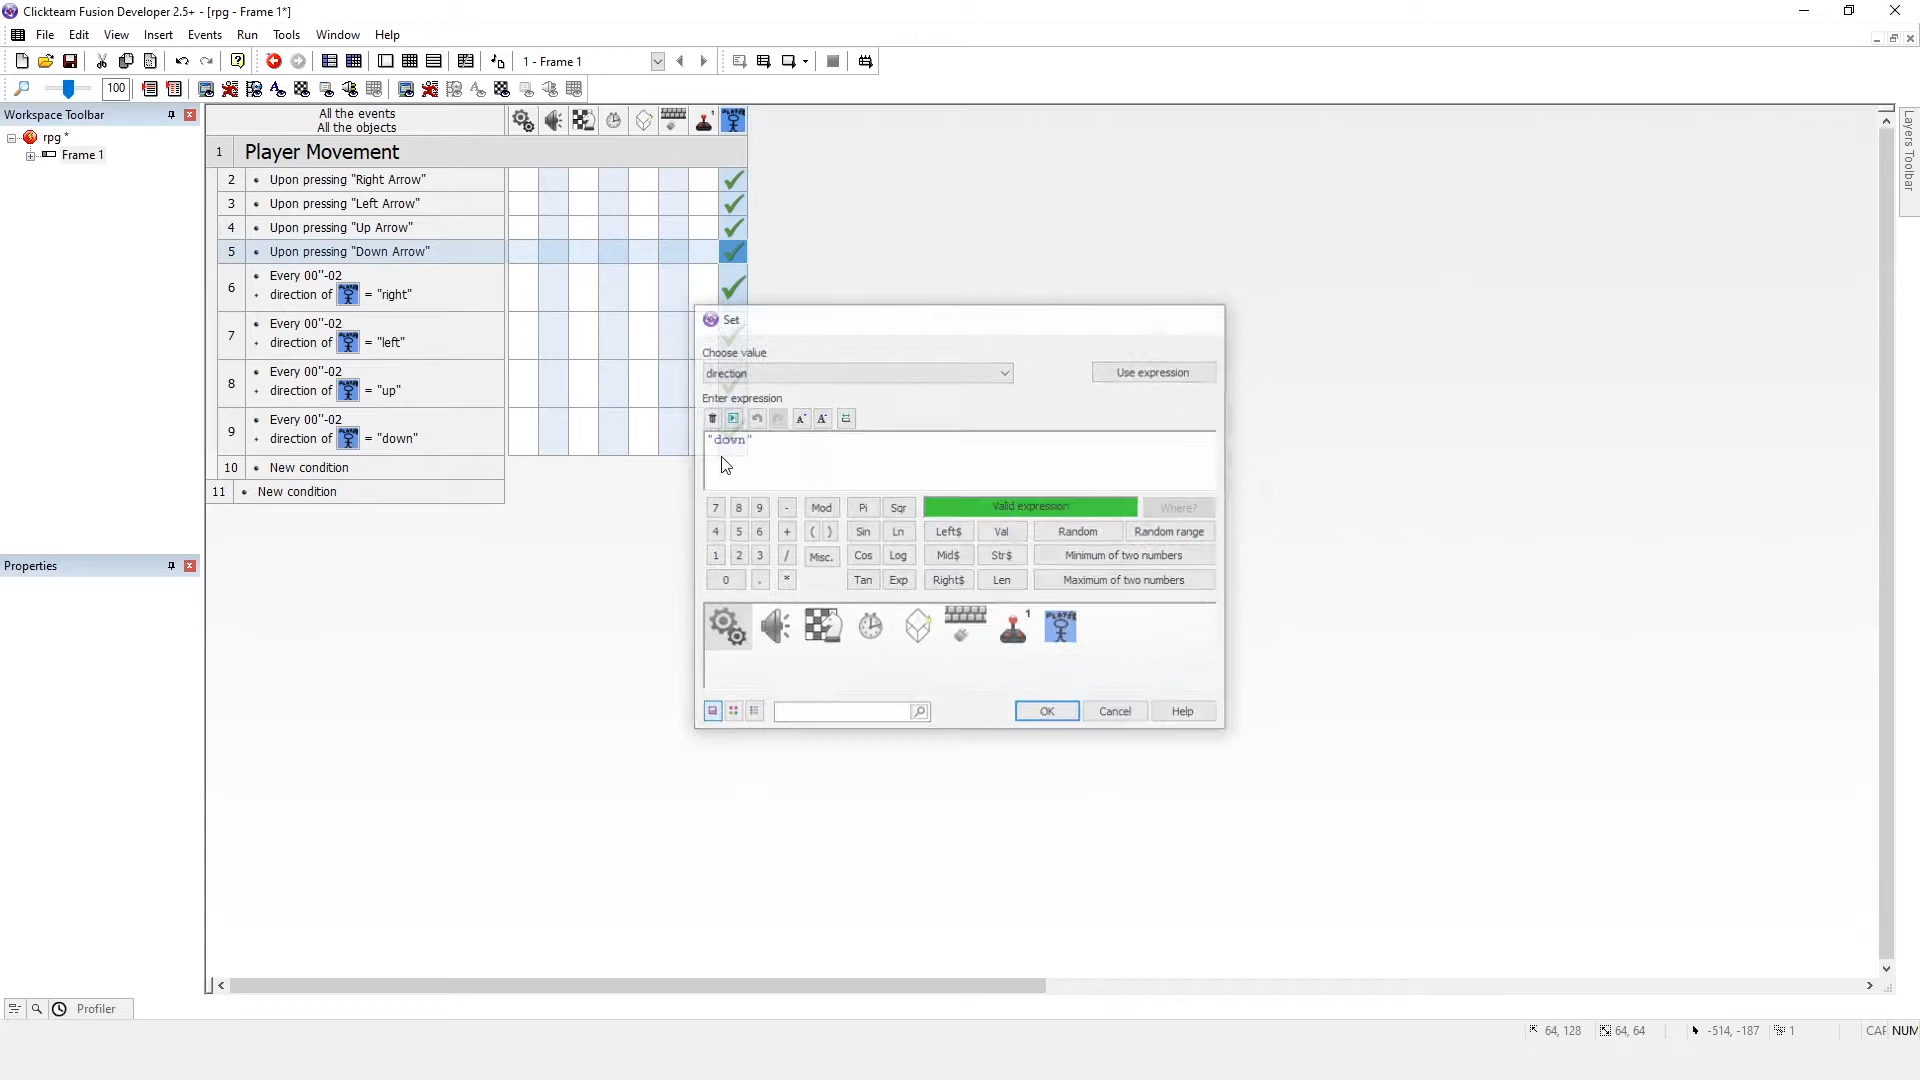 Clickteam Fusion Developer 2.5+ - [rpg - Frame 1*]
File Edit View Insert Events Run Tools Window Help
1 - Frame 1
100
Workspace Toolbar
rpg *
Frame 1
Properties
All the events
All the objects
1 Player Movement
2 • Upon pressing "Right Arrow"
3 • Upon pressing "Left Arrow"
4 • Upon pressing "Up Arrow"
5 • Upon pressing "Down Arrow"
6 • Every 00"-02
+ direction of PLAYER = "right"
7 • Every 00"-02
+ direction of PLAYER = "left"
8 • Every 00"-02
+ direction of PLAYER = "up"
9 • Every 00"-02
+ direction of PLAYER = "down"
10 • New condition
11 • New condition
Set
Choose value
direction
Use expression
Enter expression
"down"
7 8 9 - Mod Pi Sqr Valid expression Where?
4 5 6 + ( ) Sin Ln Left$ Val Random Random range
1 2 3 / Misc. Cos Log Mid$ Str$ Minimum of two numbers
0 . * Tan Exp Right$ Len Maximum of two numbers
1
PLAYER
OK Cancel Help
Layers Toolbar
Profiler
64, 128 64, 64 -514, -187 1 CAP NUM